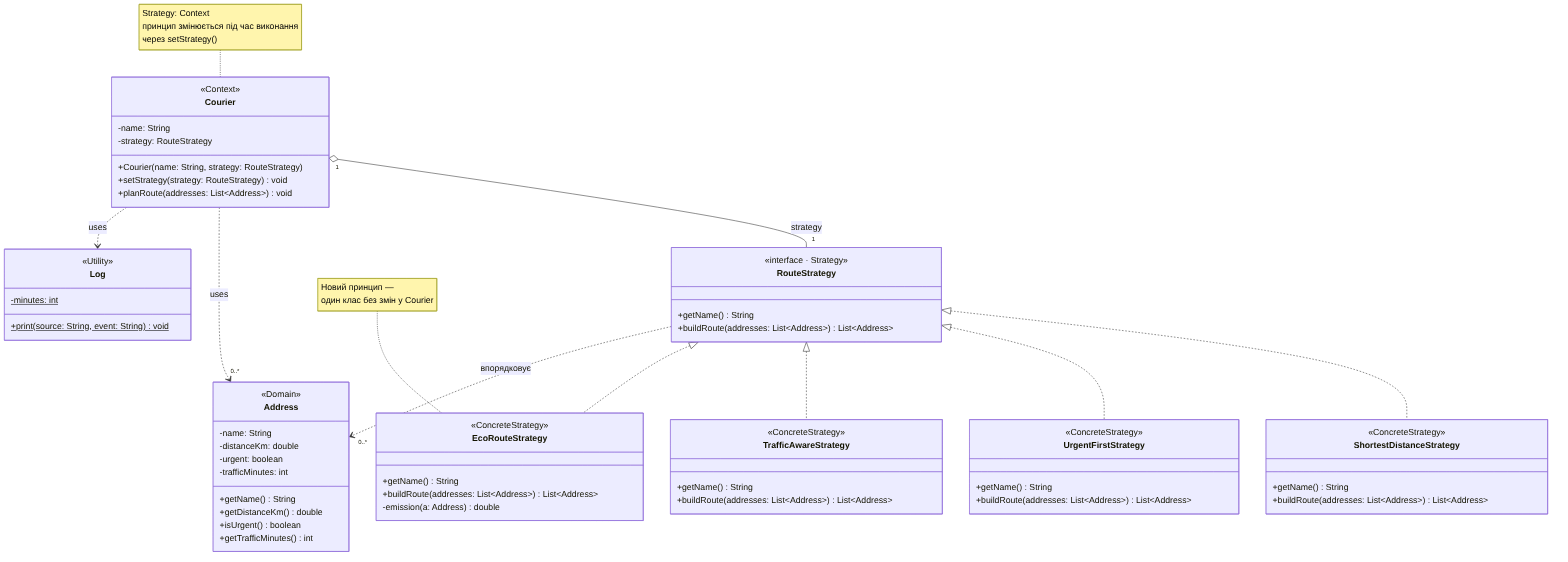 Strategy: Context
принцип змінюється під час виконання
через setStrategy()
«Context»
Courier
-name: String
-strategy: RouteStrategy
+Courier(name: String, strategy: RouteStrategy)
+setStrategy(strategy: RouteStrategy) : void
+planRoute(addresses: List<Address>) : void
1
uses
strategy
1
«Utility»
Log
-minutes: int
+print(source: String, event: String) : void
uses
0..*
Новий принцип —
один клас без змін у Courier
«interface · Strategy»
RouteStrategy
+getName() : String
+buildRoute(addresses: List<Address>) : List<Address>
впорядковує
0..*
«Domain»
Address
-name: String
-distanceKm: double
-urgent: boolean
-trafficMinutes: int
+getName() : String
+getDistanceKm() : double
+isUrgent() : boolean
+getTrafficMinutes() : int
«ConcreteStrategy»
EcoRouteStrategy
+getName() : String
+buildRoute(addresses: List<Address>) : List<Address>
-emission(a: Address) : double
«ConcreteStrategy»
TrafficAwareStrategy
+getName() : String
+buildRoute(addresses: List<Address>) : List<Address>
«ConcreteStrategy»
UrgentFirstStrategy
+getName() : String
+buildRoute(addresses: List<Address>) : List<Address>
«ConcreteStrategy»
ShortestDistanceStrategy
+getName() : String
+buildRoute(addresses: List<Address>) : List<Address>